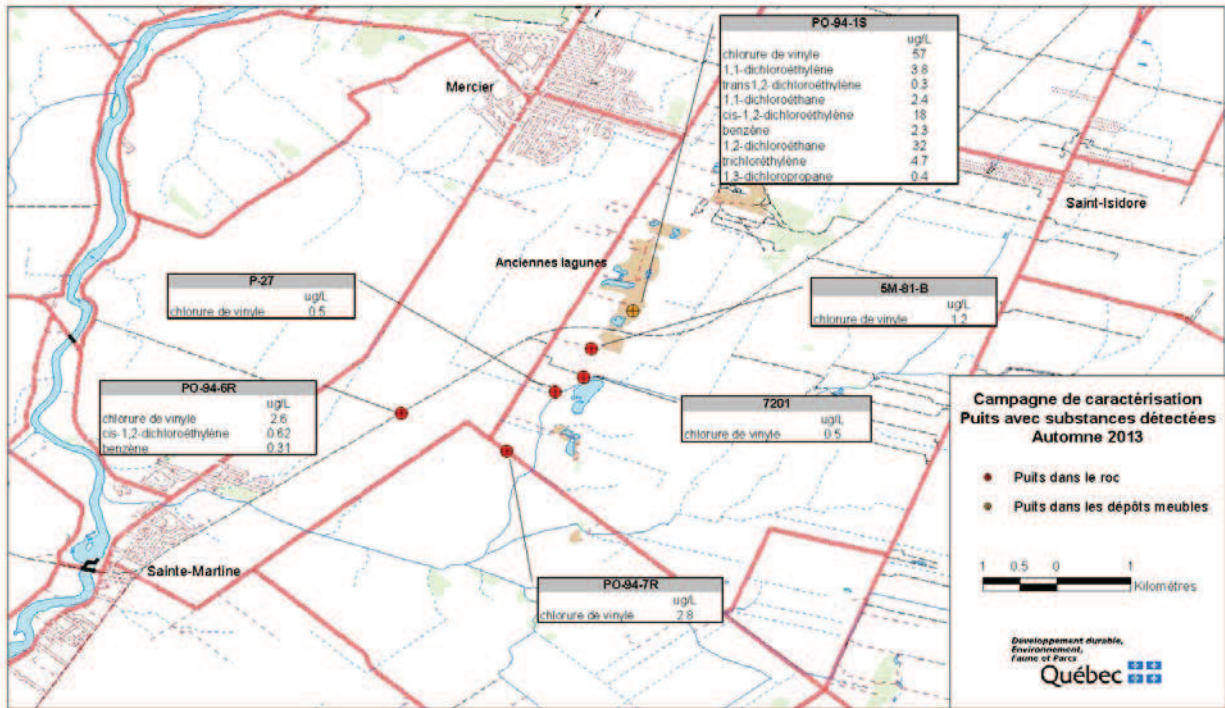 PO-94-1S
ug/L
chlorure de vinyle 57
1,1-dichloroéthylène 3.8
trans1,2-dichloroéthylène 0.3
1,1-dichloroéthane 2.4
cis-1,2-dichloroéthylène 18
benzène 2.3
1,2-dichloroéthane 32
trichloréthylène 4.7
1,3-dichloropropane 0.4
Mercier
Saint-Isidore
Anciennes lagunes
P-27
ug/L
chlorure de vinyle 0.5
5M-81-B
ug/L
chlorure de vinyle 1.2
PO-94-6R
ug/L
chlorure de vinyle 2.6
cis-1,2-dichloroéthylène 0.62
benzène 0.31
7201
ug/L
chlorure de vinyle 0.5
Sainte-Martine
PO-94-7R
ug/L
chlorure de vinyle 2.8
Campagne de caractérisation
Puits avec substances détectées
Automne 2013
Puits dans le roc
Puits dans les dépôts meubles
1 0.5 0 1
Kilomètres
Développement durable,
Environnement,
Faune et Parcs
Québec